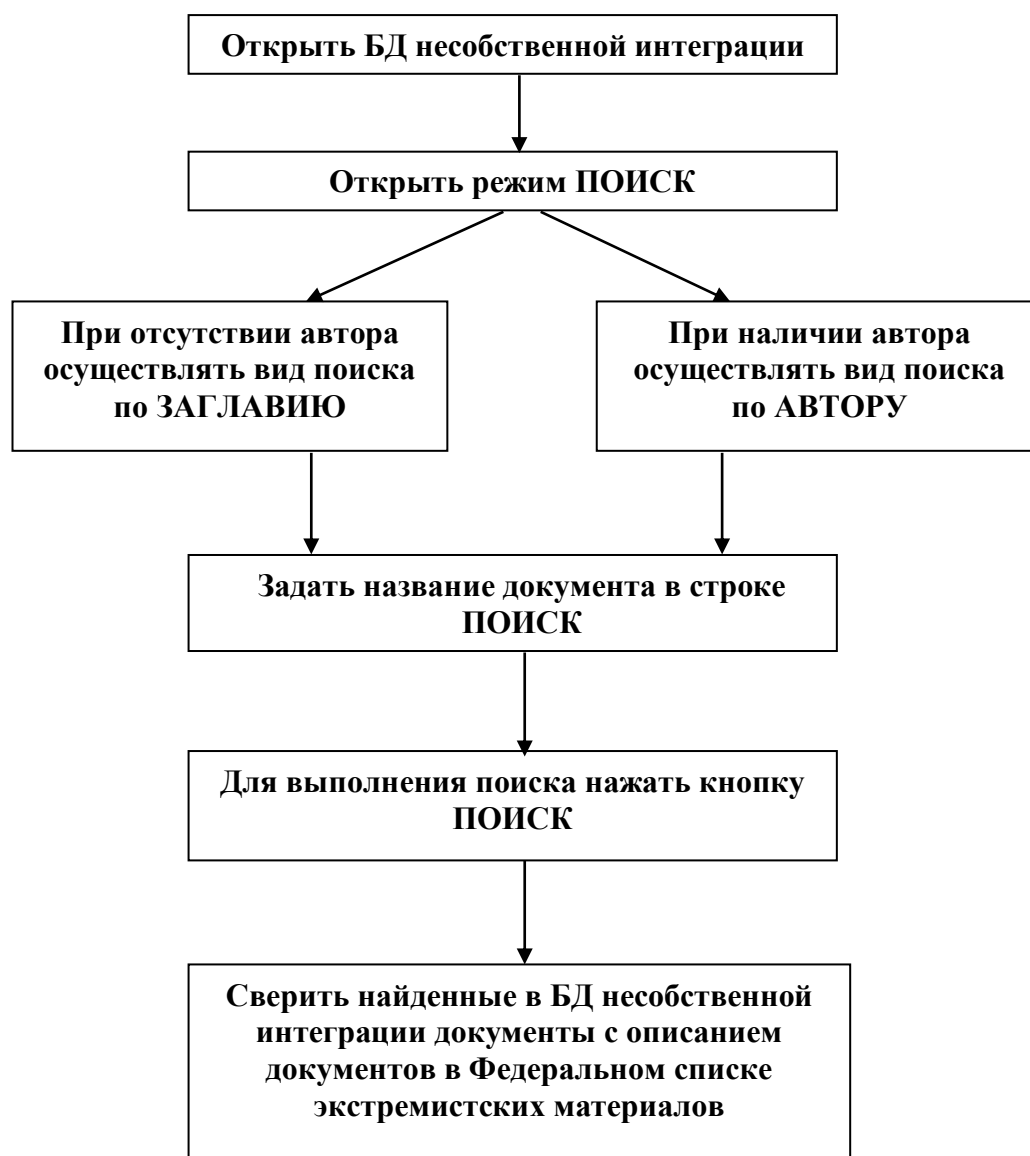 Открыть БД несобственной интеграции
Открыть режим ПОИСК
При отсутствии автора
осуществлять вид поиска
по ЗАГЛАВИЮ
При наличии автора
осуществлять вид поиска
по АВТОРУ
Задать название документа в строке
ПОИСК
Для выполнения поиска нажать кнопку
ПОИСК
Сверить найденные в БД несобственной
интеграции документы с описанием
документов в Федеральном списке
экстремистских материалов